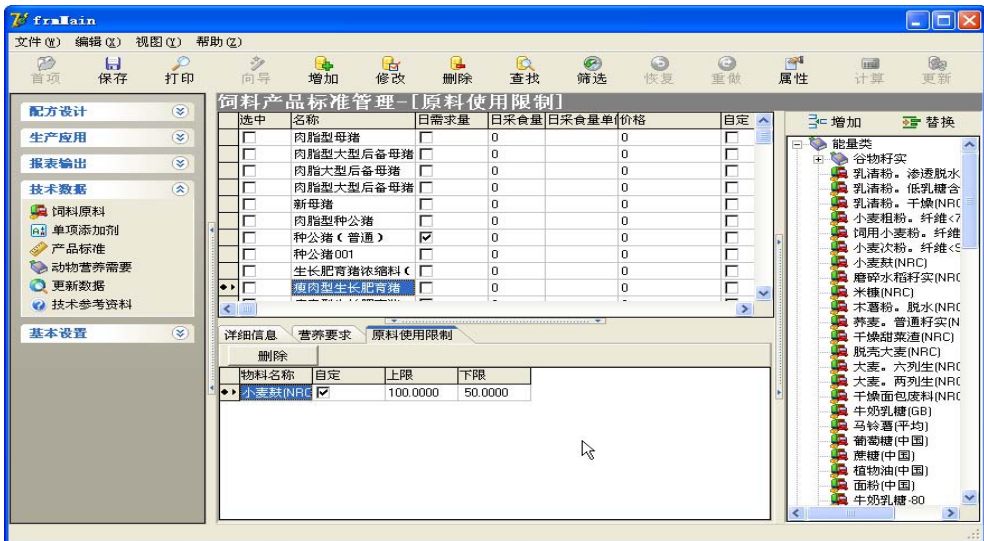 frmMain
文件(W) 编辑(X) 视图(Y) 帮助(Z)
首项 保存 打印 向导 增加 修改 删除 查找 筛选 恢复 重做 属性 计算 更新
配方设计
生产应用
报表输出
技术数据
饲料原料
单项添加剂
产品标准
动物营养需要
更新数据
技术参考资料
基本设置
饲料产品标准管理-[原料使用限制]
选中 名称 日需求量 日采食量 日采食量单位 价格 自定
肉脂型母猪 0 0
肉脂型大型后备母猪 0 0
肉脂大型后备母猪 0 0
肉脂型大型后备母猪 0 0
新母猪 0 0
肉脂型种公猪 0 0
种公猪(普通) 0 0
种公猪001 0 0
生长肥育猪浓缩料( 0 0
瘦肉型生长肥育猪 0 0
详细信息 营养要求 原料使用限制
删除
物料名称 自定 上限 下限
小麦麸(NRC 100.0000 50.0000
增加 替换
能量类
谷物籽实
乳清粉。渗透脱水
乳清粉。低乳糖含
乳清粉。干燥(NRC
小麦粗粉。纤维<7
饲用小麦粉。纤维
小麦次粉。纤维<9
小麦麸(NRC)
磨碎水稻籽实(NRC
米糠(NRC)
木薯粉。脱水(NRC
荞麦。普通籽实(N
干燥甜菜渣(NRC)
脱壳大麦(NRC)
大麦。六列生(NRC
大麦。两列生(NRC
干燥面包废料(NRC
牛奶乳糖(GB)
马铃薯(平均)
葡萄糖(中国)
蔗糖(中国)
植物油(中国)
面粉(中国)
牛奶乳糖-80